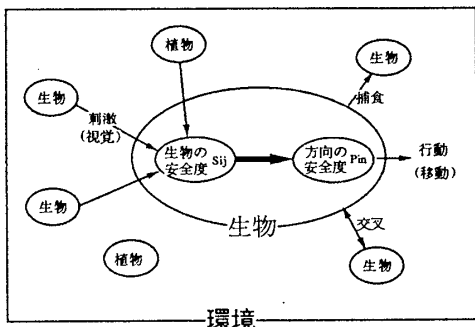 植物
生物
生物
刺激
(視覚)
捕食
生物の
安全度 Sij
方向の
安全度 Pin
行動
(移動)
生物
生物
交叉
植物
生物
環境